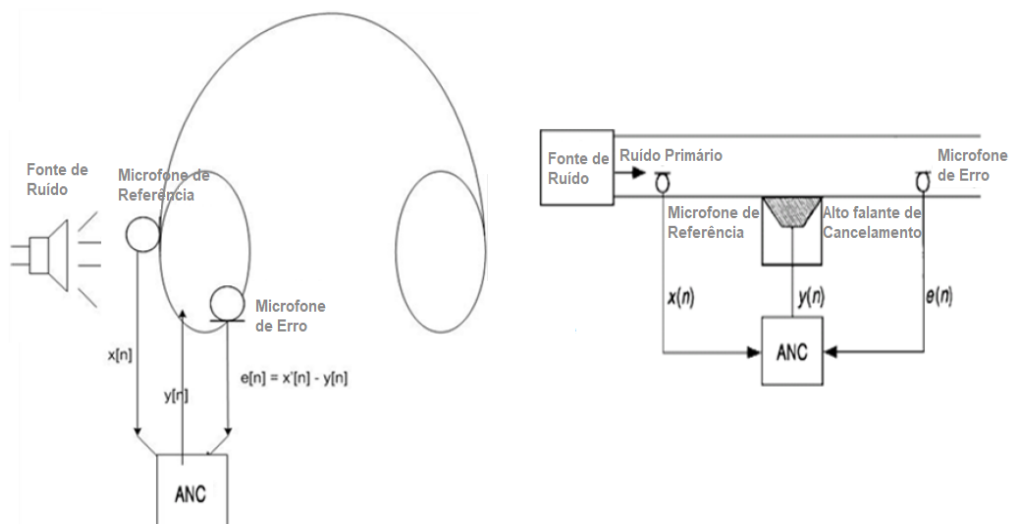 Fonte de
Ruído
Microfone de
Referência
Microfone
de Erro
x[n]
y[n]
e[n] = x'[n] - y[n]
ANC
Fonte de
Ruído
Ruído Primário
Microfone
de Erro
Microfone de
Referência
Alto falante de
Cancelamento
x(n)
y(n)
e(n)
ANC